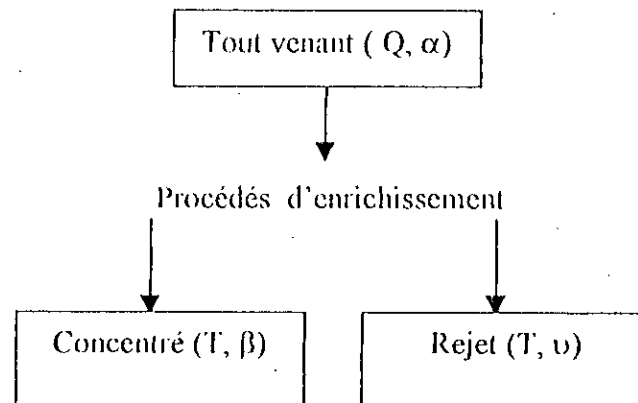 Tout venant ( Q, α)
Procédés d'enrichissement
Concentré (T, β)
Rejet (T, υ)